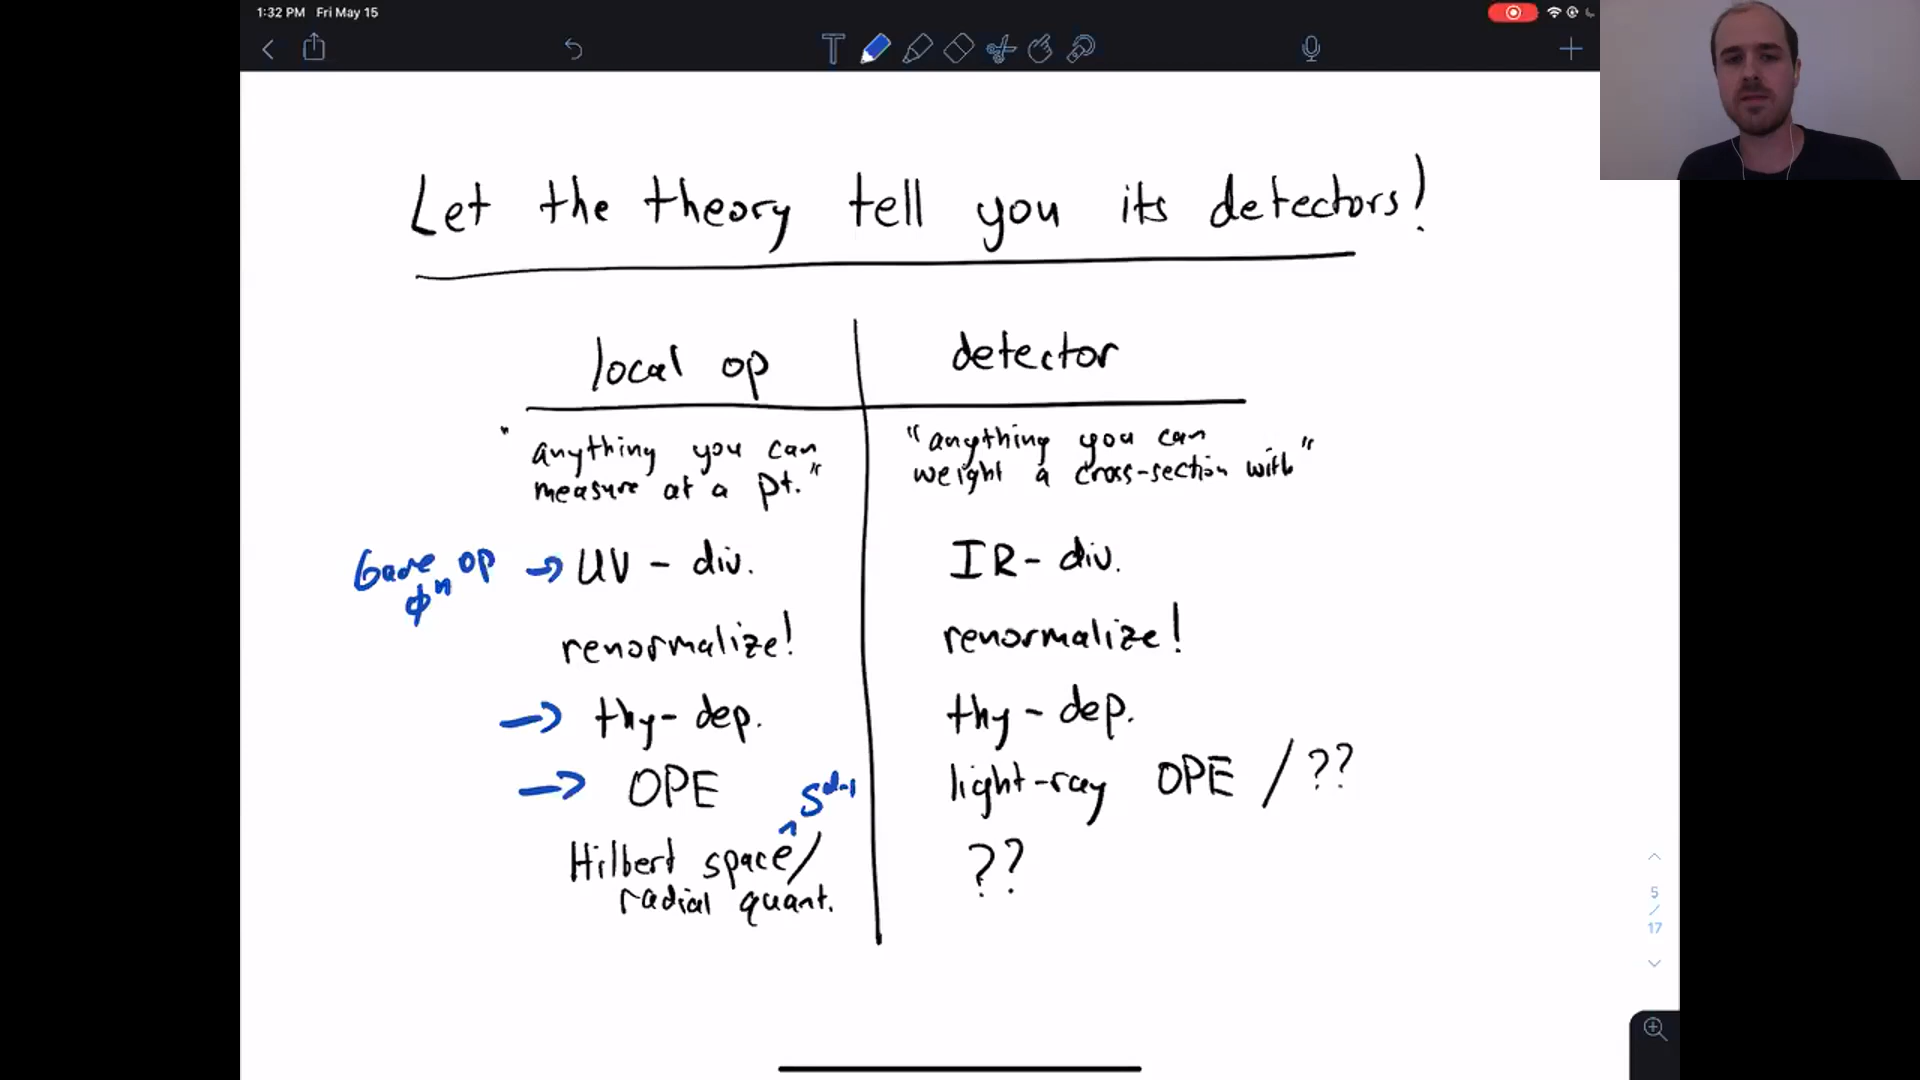 1:32 PM Fri May 15
Let the theory tell you its detectors!
local op
detector
"anything you can
measure at a pt."
"anything you can
weight a cross-section with"
bare op
ϕⁿ
→ UV - div.
IR - div.
renormalize!
renormalize!
→ thy - dep.
thy - dep.
→ OPE
light-ray OPE / ??
S^{d-1}
^
Hilbert space /
radial quant.
??
5
/
17